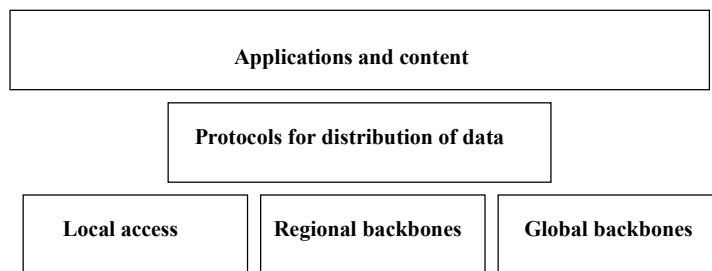 Applications and content
Protocols for distribution of data
Local access
Regional backbones
Global backbones